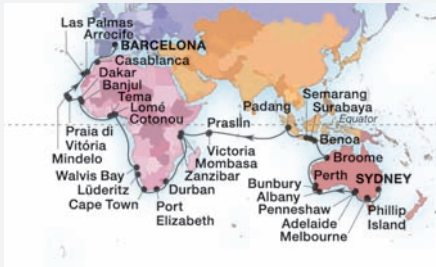 Las Palmas
Arrecife
BARCELONA
Casablanca
Dakar
Banjul
Tema
Lomé
Cotonou
Praia di
Vitória
Mindelo
Walvis Bay
Lüderitz
Cape Town
Port
Elizabeth
Durban
Zanzibar
Mombasa
Victoria
Praslin
Padang
Semarang
Surabaya
Equator
Benoa
Broome
Perth
SYDNEY
Bunbury
Albany
Penneshaw
Adelaide
Melbourne
Phillip
Island